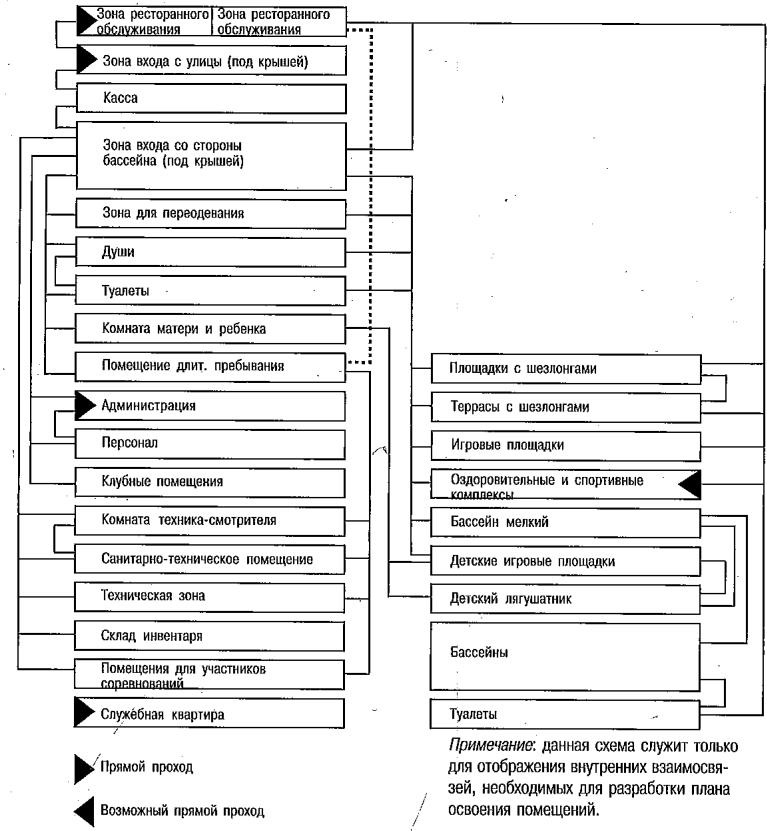 Зона ресторанного
обслуживания
Зона ресторанного
обслуживания
Зона входа с улицы (под крышей)
Касса
Зона входа со стороны
бассейна (под крышей)
Зона для переодевания
Души
Туалеты
Комната матери и ребенка
Помещение длит. пребывания
Администрация
Персонал
Клубные помещения
Комната техника-смотрителя
Санитарно-техническое помещение
Техническая зона
Склад инвентаря
Помещения для участников
соревнований
Служебная квартира
Прямой проход
Возможный прямой проход
Площадки с шезлонгами
Террасы с шезлонгами
Игровые площадки
Оздоровительные и спортивные
комплексы
Бассейн мелкий
Детские игровые площадки
Детский лягушатник
Бассейны
Туалеты
Примечание: данная схема служит только
для отображения внутренних взаимосвя-
зей, необходимых для разработки плана
освоения помещений.